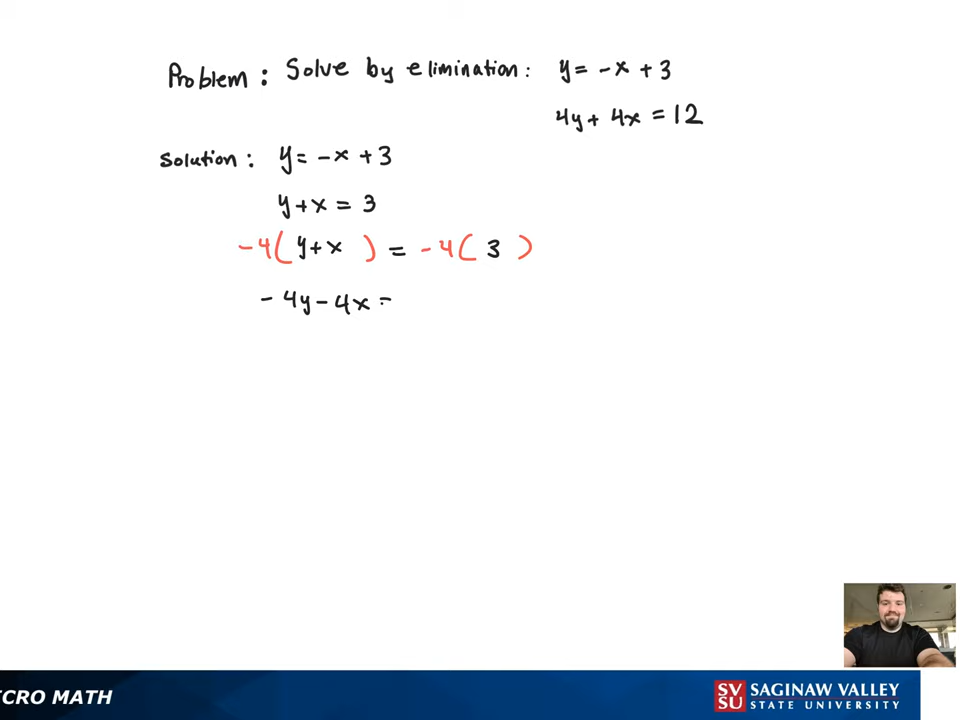 Problem: Solve by elimination: y = -x + 3
4y + 4x = 12
Solution: y = -x + 3
y + x = 3
-4( y + x ) = -4( 3 )
-4y - 4x =
CRO MATH
SV SU SAGINAW VALLEY STATE UNIVERSITY